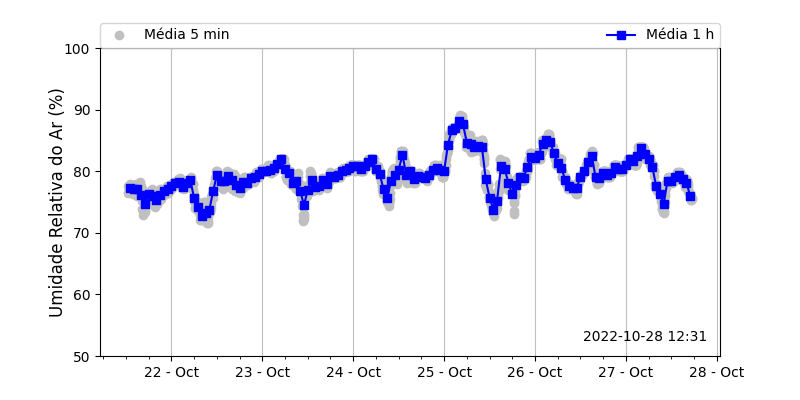 Média 5 min Média 1 h
100
90
80
70
60
50
Umidade Relativa do Ar (%)
2022-10-28 12:31
22 - Oct 23 - Oct 24 - Oct 25 - Oct 26 - Oct 27 - Oct 28 - Oct